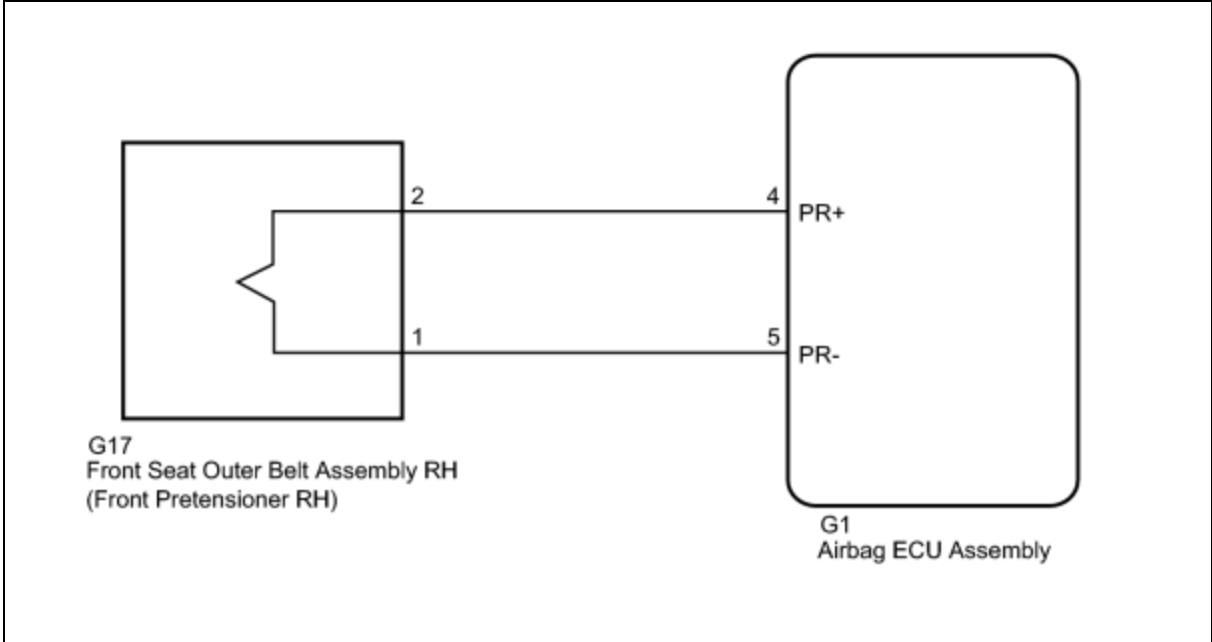 2
4
PR+
1
5
PR-
G17
Front Seat Outer Belt Assembly RH
(Front Pretensioner RH)
G1
Airbag ECU Assembly